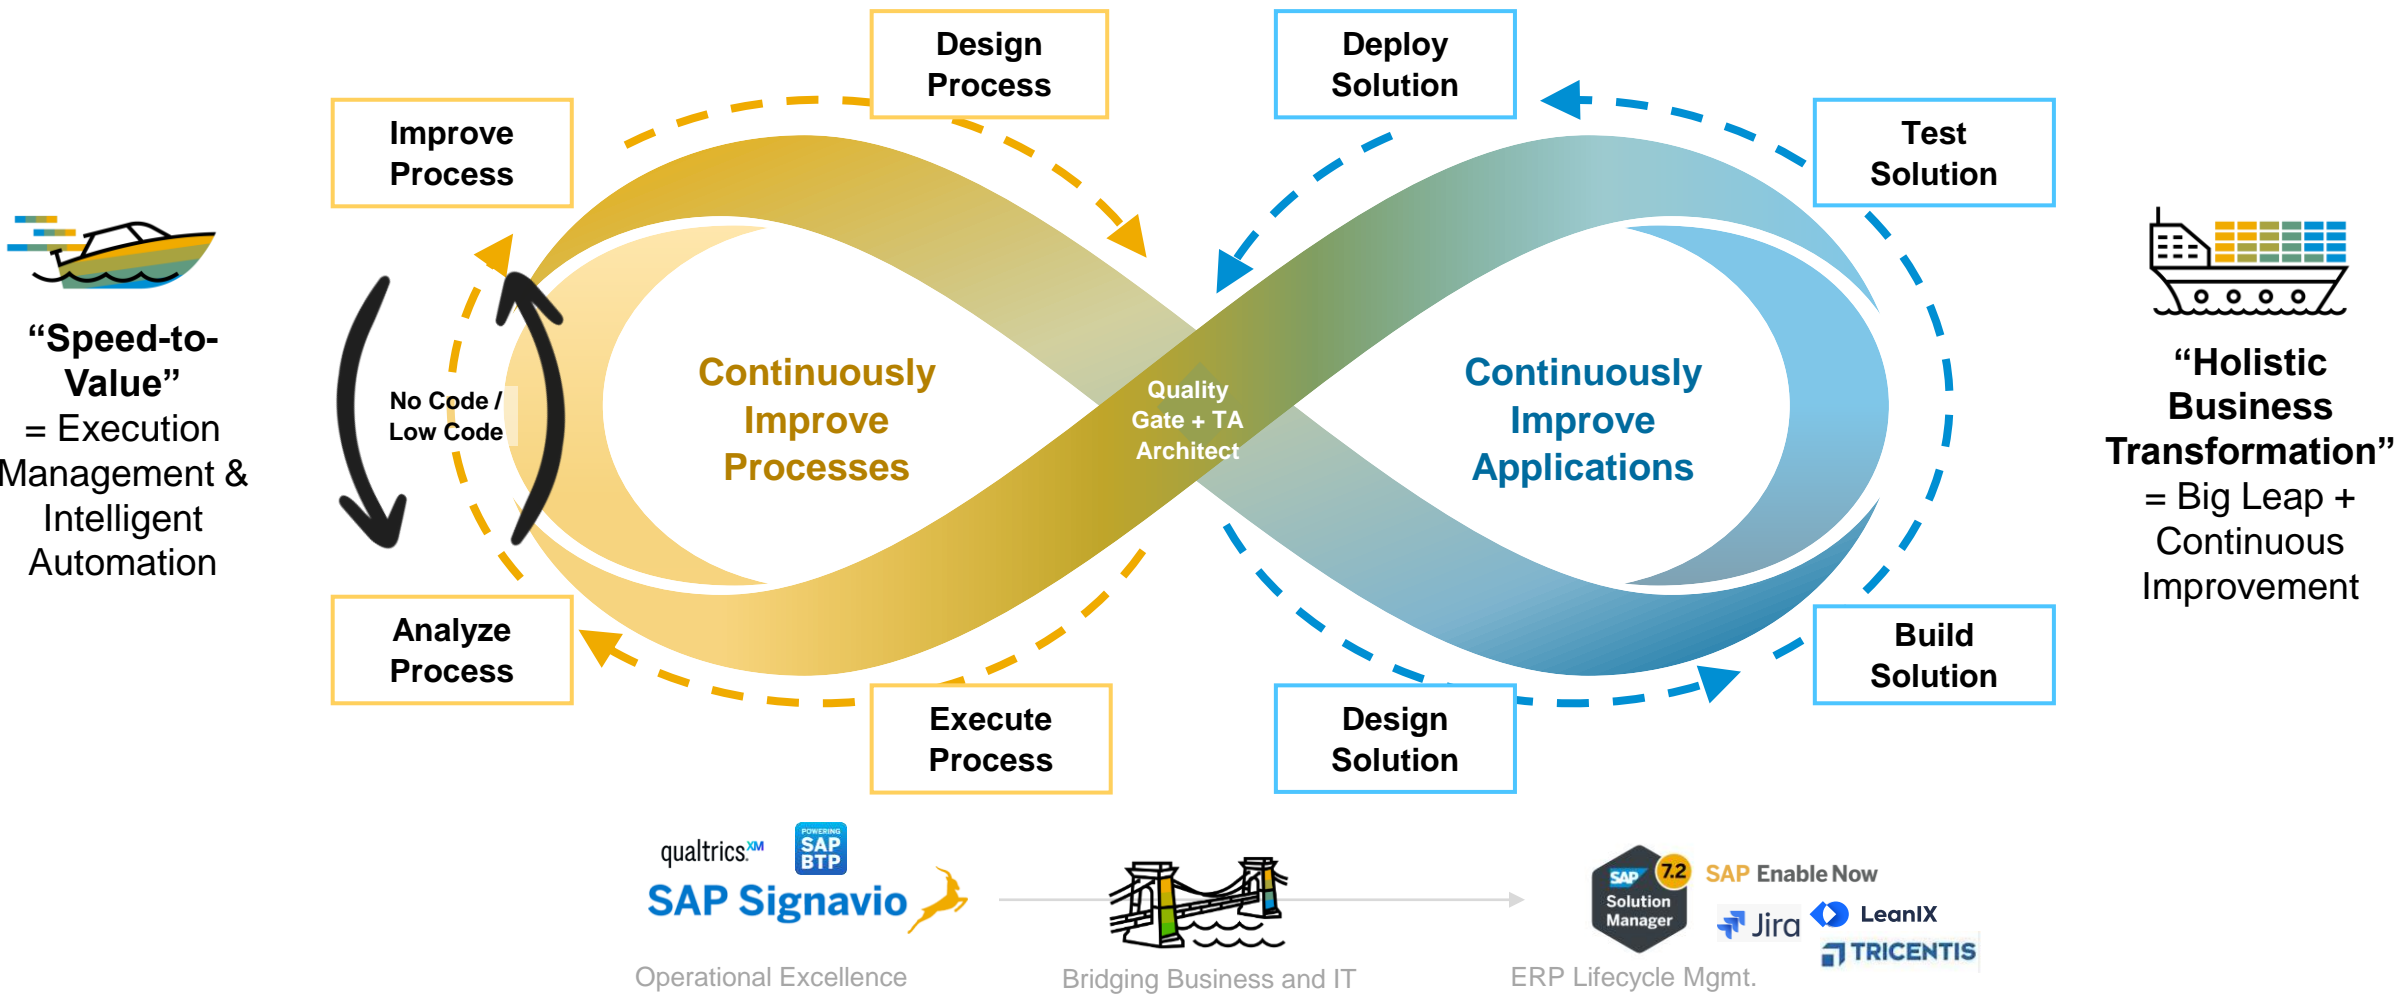 Design
Process
Deploy
Solution
Improve
Process
Test
Solution
“Speed-to-
Value”
= Execution
Management &
Intelligent
Automation
No Code /
Low Code
Continuously
Improve
Processes
Quality
Gate + TA
Architect
Continuously
Improve
Applications
“Holistic
Business
Transformation”
= Big Leap +
Continuous
Improvement
Analyze
Process
Build
Solution
Execute
Process
Design
Solution
qualtrics.XM
POWERING
SAP
BTP
SAP Signavio
SAP
7.2
Solution
Manager
SAP Enable Now
Jira
LeanIX
TRICENTIS
Operational Excellence
Bridging Business and IT
ERP Lifecycle Mgmt.